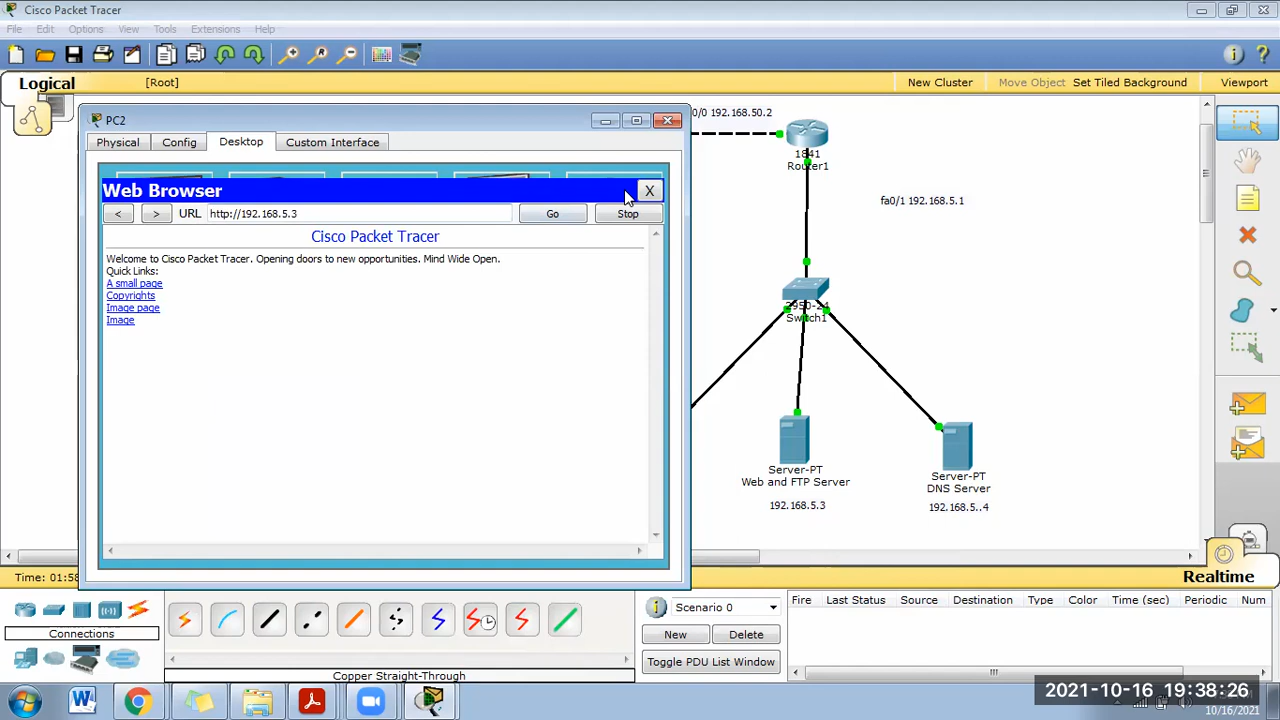 Cisco Packet Tracer
File Edit Options View Tools Extensions Help
Logical
[Root]
New Cluster
Move Object
Set Tiled Background
Viewport
PC2
Physical Config Desktop Custom Interface
Web Browser
X
< > URL http://192.168.5.3 Go Stop
Cisco Packet Tracer
Welcome to Cisco Packet Tracer. Opening doors to new opportunities. Mind Wide Open.
Quick Links:
A small page
Copyrights
Image page
Image
0/0 192.168.50.2
1841
Router1
fa0/1 192.168.5.1
2950-24
Switch1
Server-PT
Web and FTP Server
192.168.5.3
Server-PT
DNS Server
192.168.5..4
Time: 01:58
Realtime
Connections
Copper Straight-Through
Scenario 0
New Delete
Toggle PDU List Window
Fire Last Status Source Destination Type Color Time (sec) Periodic Num
2021-10-16 19:38:26
10/16/2021